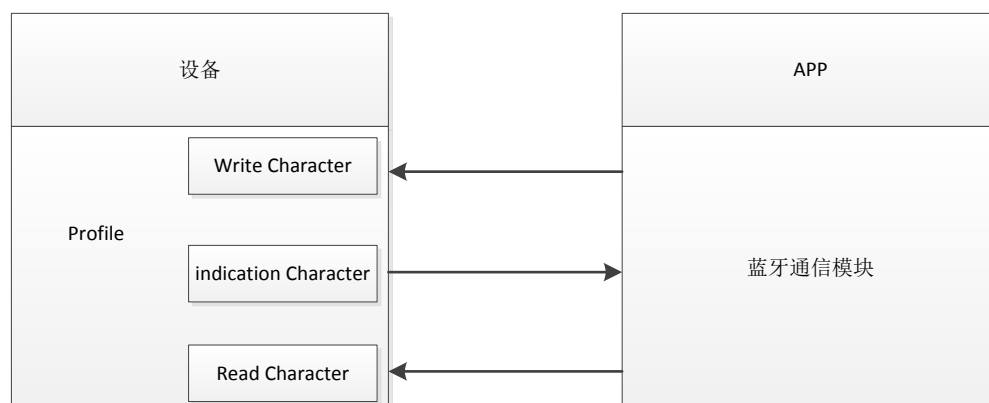 设备
APP
Write Character
Profile
indication Character
蓝牙通信模块
Read Character